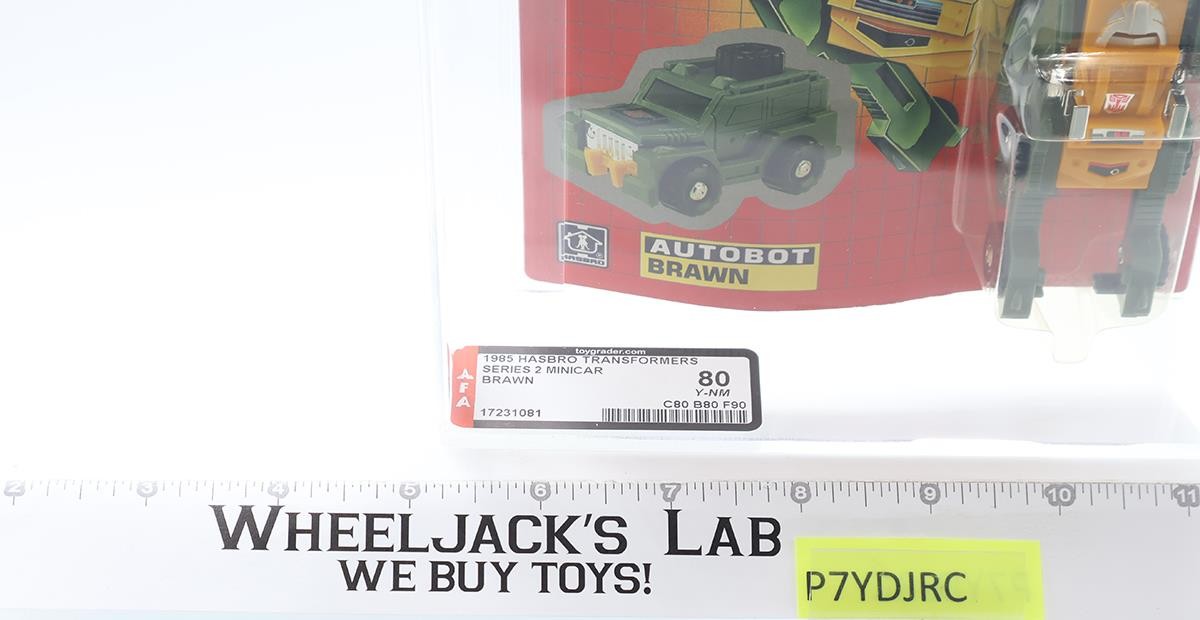 HASBRO
AUTOBOT
BRAWN
toygrader.com
AFA
1985 HASBRO TRANSFORMERS
SERIES 2 MINICAR
BRAWN
80
Y-NM
C80 B80 F90
17231081
2 3 4 5 6 7 8 9 10 11
WHEELJACK'S LAB
WE BUY TOYS!
P7YDJRC